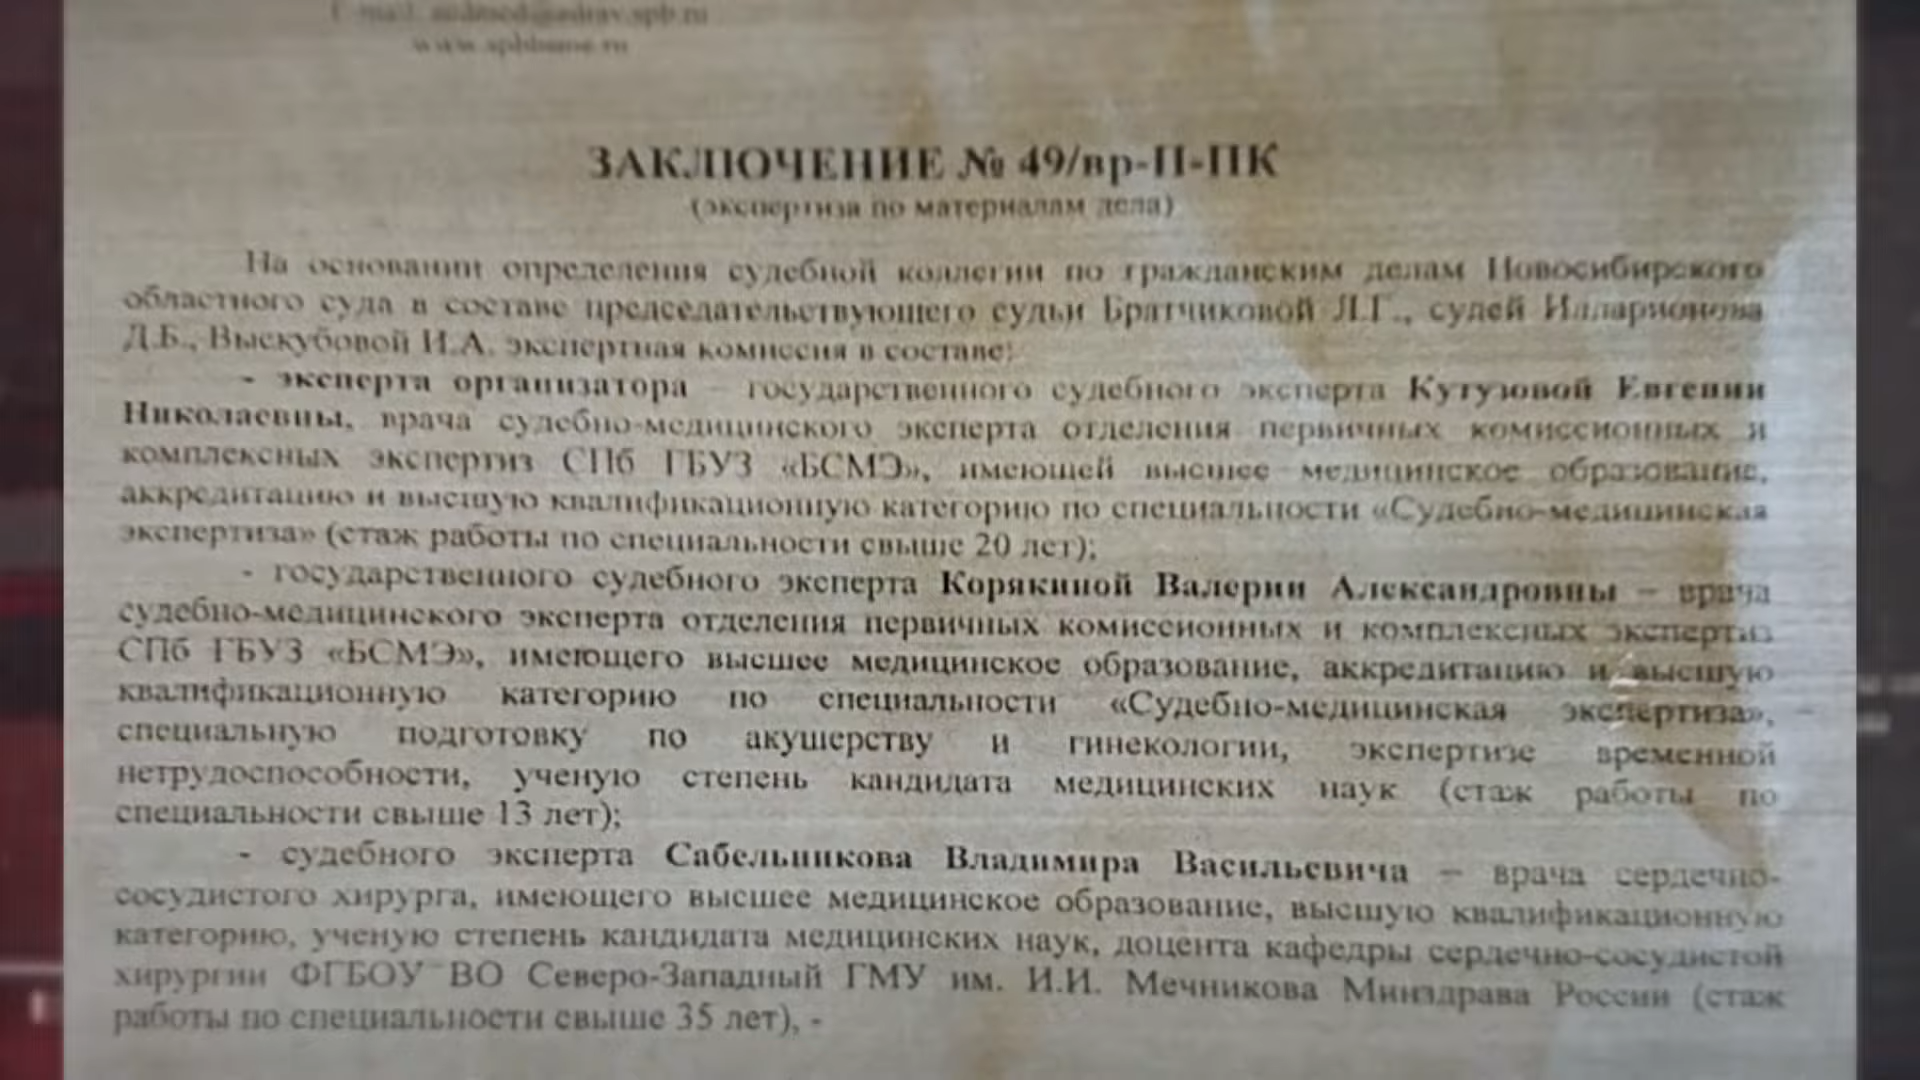 www.spbbsme.ru
ЗАКЛЮЧЕНИЕ № 49/вр-П-ПК
(экспертиза по материалам дела)
На основании определения судебной коллегии по гражданским делам Новосибирского
областного суда в составе председательствующего судьи Братчиковой Л.Г., судей Илларионова
Д.Б., Выскубовой И.А. экспертная комиссия в составе:
- эксперта организатора – государственного судебного эксперта Кутузовой Евгении
Николаевны, врача судебно-медицинского эксперта отделения первичных комиссионных и
комплексных экспертиз СПб ГБУЗ «БСМЭ», имеющей высшее медицинское образование,
аккредитацию и высшую квалификационную категорию по специальности «Судебно-медицинская
экспертиза» (стаж работы по специальности свыше 20 лет);
- государственного судебного эксперта Корякиной Валерии Александровны – врача
судебно-медицинского эксперта отделения первичных комиссионных и комплексных экспертиз
СПб ГБУЗ «БСМЭ», имеющего высшее медицинское образование, аккредитацию и высшую
квалификационную категорию по специальности «Судебно-медицинская экспертиза»,
специальную подготовку по акушерству и гинекологии, экспертизе временной
нетрудоспособности, ученую степень кандидата медицинских наук (стаж работы по
специальности свыше 13 лет);
- судебного эксперта Сабельникова Владимира Васильевича – врача сердечно-
сосудистого хирурга, имеющего высшее медицинское образование, высшую квалификационную
категорию, ученую степень кандидата медицинских наук, доцента кафедры сердечно-сосудистой
хирургии ФГБОУ ВО Северо-Западный ГМУ им. И.И. Мечникова Минздрава России (стаж
работы по специальности свыше 35 лет), -